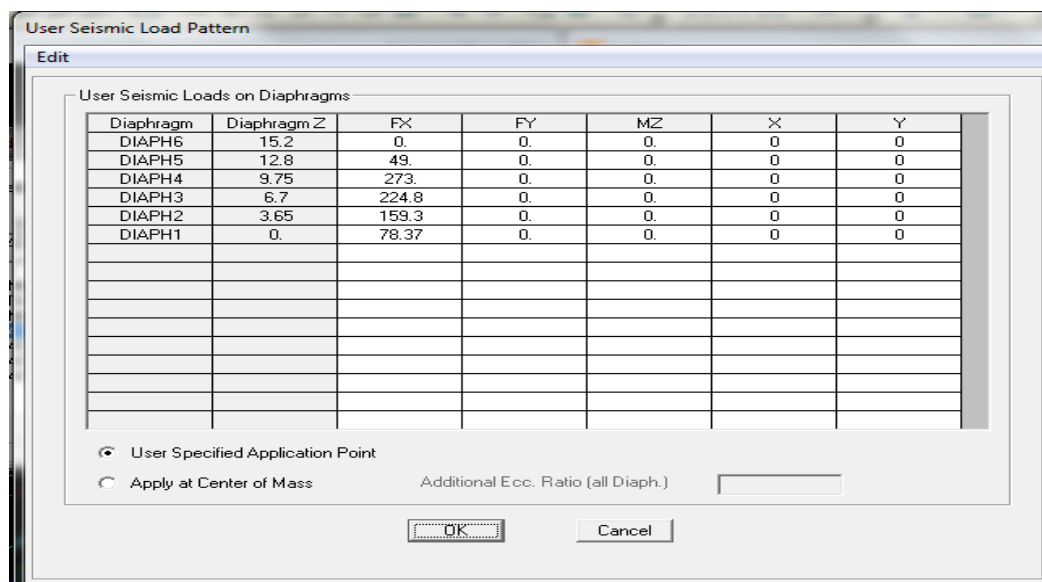 User Seismic Load Pattern
Edit
User Seismic Loads on Diaphragms
Diaphragm Diaphragm Z FX FY MZ X Y
DIAPH6 15.2 0. 0. 0. 0 0
DIAPH5 12.8 49. 0. 0. 0 0
DIAPH4 9.75 273. 0. 0. 0 0
DIAPH3 6.7 224.8 0. 0. 0 0
DIAPH2 3.65 159.3 0. 0. 0 0
DIAPH1 0. 78.37 0. 0. 0 0
User Specified Application Point
Apply at Center of Mass Additional Ecc. Ratio (all Diaph.)
OK Cancel